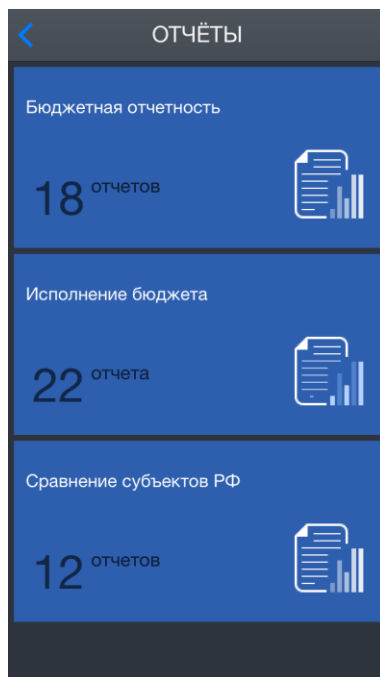 ОТЧЁТЫ
Бюджетная отчетность
18 отчетов
Исполнение бюджета
22 отчета
Сравнение субъектов РФ
12 отчетов